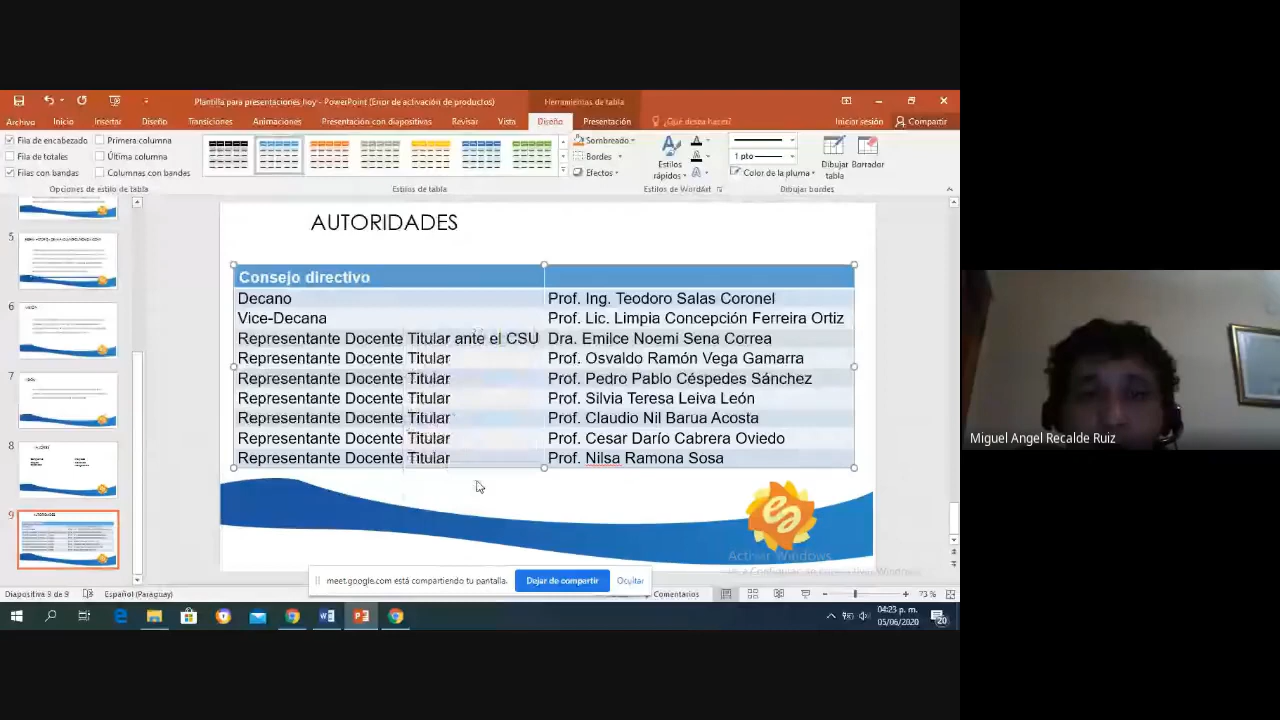 Plantilla para presentaciones hoy - PowerPoint (Error de activación de productos)
Herramientas de tabla
Archivo Inicio Insertar Diseño Transiciones Animaciones Presentación con diapositivas Revisar Vista Diseño Presentación ¿Qué desea hacer? Iniciar sesión Compartir
Fila de encabezado Primera columna
Fila de totales Última columna
Filas con bandas Columnas con bandas
Sombreado
Bordes
Efectos
Estilos rápidos
1 pto
Color de la pluma
Dibujar tabla
Borrador
Opciones de estilo de tabla Estilos de tabla Estilos de WordArt Dibujar bordes
5
6
7
8
9
AUTORIDADES
Consejo directivo
Decano Prof. Ing. Teodoro Salas Coronel
Vice-Decana Prof. Lic. Limpia Concepción Ferreira Ortiz
Representante Docente Titular ante el CSU Dra. Emilce Noemi Sena Correa
Representante Docente Titular Prof. Osvaldo Ramón Vega Gamarra
Representante Docente Titular Prof. Pedro Pablo Céspedes Sánchez
Representante Docente Titular Prof. Silvia Teresa Leiva León
Representante Docente Titular Prof. Claudio Nil Barua Acosta
Representante Docente Titular Prof. Cesar Darío Cabrera Oviedo
Representante Docente Titular Prof. Nilsa Ramona Sosa
Activar Windows
meet.google.com está compartiendo tu pantalla. Dejar de compartir Ocultar
Diapositiva 9 de 9 Español (Paraguay) Comentarios 73 %
04:23 p. m.
05/06/2020
20
Miguel Angel Recalde Ruiz